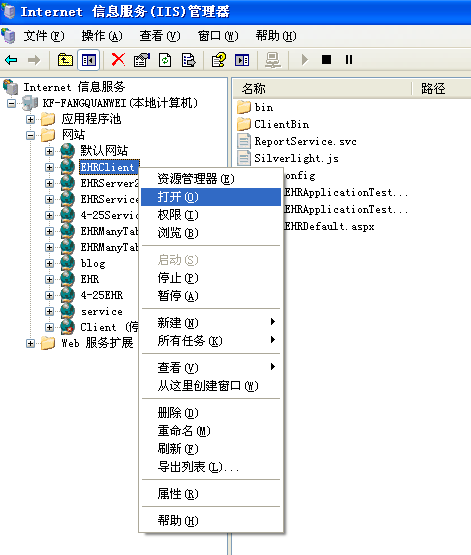 Internet 信息服务(IIS)管理器
文件(F) 操作(A) 查看(V) 窗口(W) 帮助(H)
Internet 信息服务
KF-FANGQUANWEI(本地计算机)
应用程序池
网站
默认网站
EHRClient
EHRServer2
EHRService
4-25Servic
EHRManyTab
EHRManyTab
blog
EHR
4-25EHR
service
Client (停
Web 服务扩展
名称 路径
bin
ClientBin
ReportService.svc
Silverlight.js
onfig
EHRApplicationTest...
EHRApplicationTest...
EHRDefault.aspx
资源管理器(E)
打开(O)
权限(I)
浏览(B)
启动(S)
停止(P)
暂停(A)
新建(N)
所有任务(K)
查看(V)
从这里创建窗口(W)
删除(D)
重命名(M)
刷新(F)
导出列表(L)...
属性(R)
帮助(H)